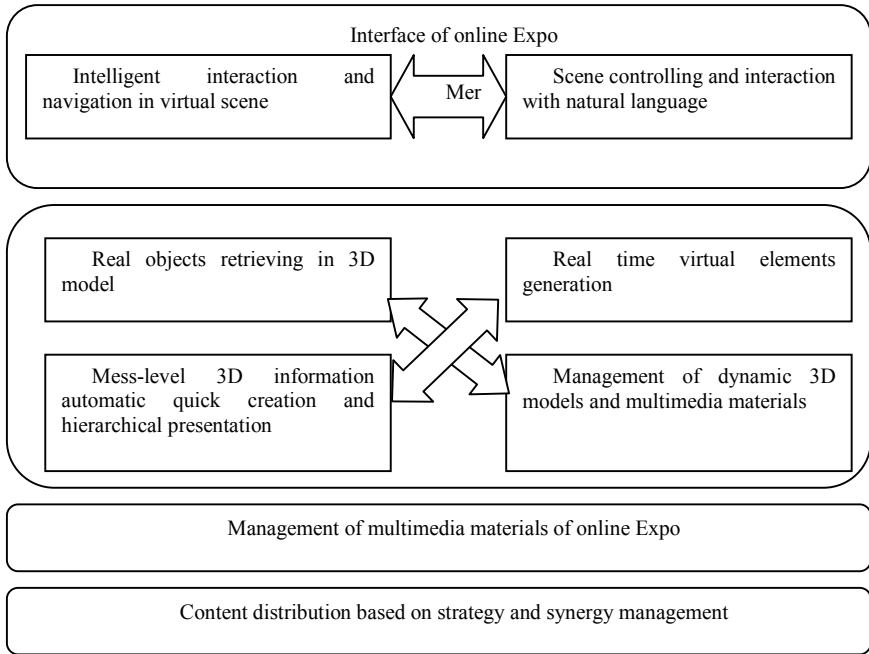 Interface of online Expo
Intelligent interaction and
navigation in virtual scene
Mer
Scene controlling and interaction
with natural language
Real objects retrieving in 3D
model
Real time virtual elements
generation
Mess-level 3D information
automatic quick creation and
hierarchical presentation
Management of dynamic 3D
models and multimedia materials
Management of multimedia materials of online Expo
Content distribution based on strategy and synergy management